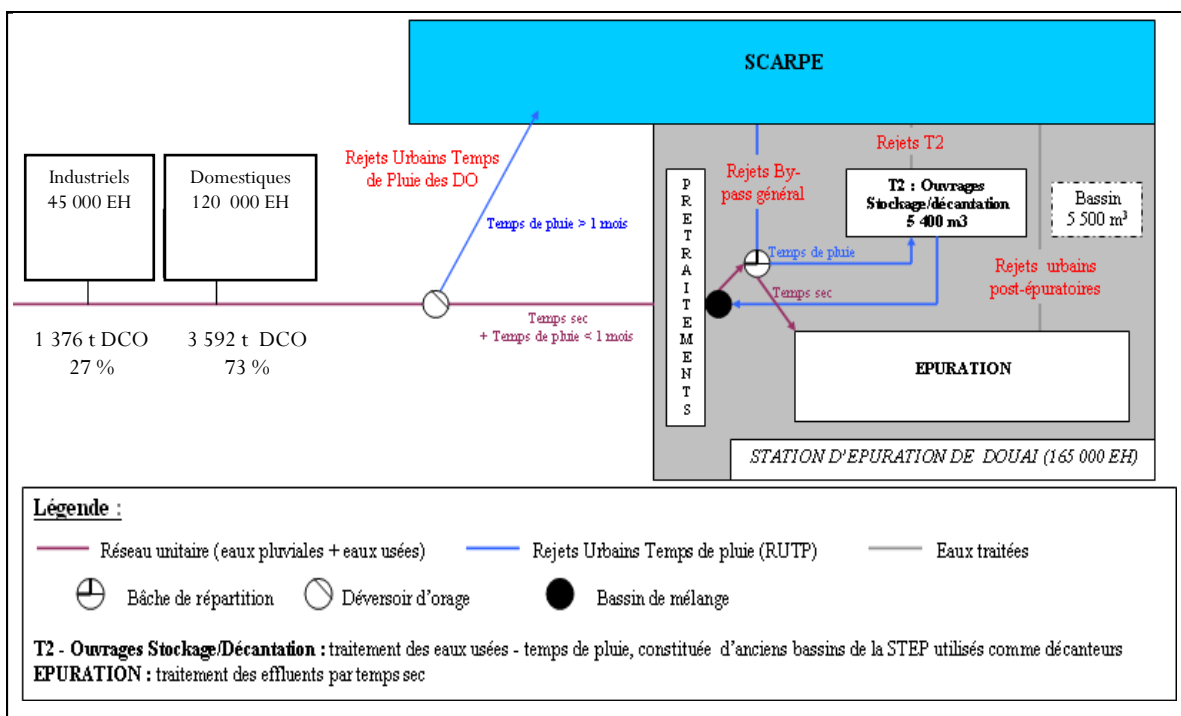 SCARPE
Industriels
45 000 EH
Domestiques
120 000 EH
Rejets Urbains Temps
de Pluie des DO
Temps de pluie > 1 mois
Temps sec
+ Temps de pluie < 1 mois
1 376 t DCO
27 %
3 592 t DCO
73 %
P
R
E
T
R
A
I
T
E
M
E
N
T
S
Rejets By-
pass général
Rejets T2
T2 : Ouvrages
Stockage/décantation
5 400 m3
Bassin
5 500 m³
Temps de pluie
Temps sec
Rejets urbains
post-épuratoires
EPURATION
STATION D'EPURATION DE DOUAI (165 000 EH)
Légende :
Réseau unitaire (eaux pluviales + eaux usées)
Rejets Urbains Temps de pluie (RUTP)
Eaux traitées
Bâche de répartition
Déversoir d'orage
Bassin de mélange
T2 - Ouvrages Stockage/Décantation : traitement des eaux usées - temps de pluie, constituée d'anciens bassins de la STEP utilisés comme décanteurs
EPURATION : traitement des effluents par temps sec